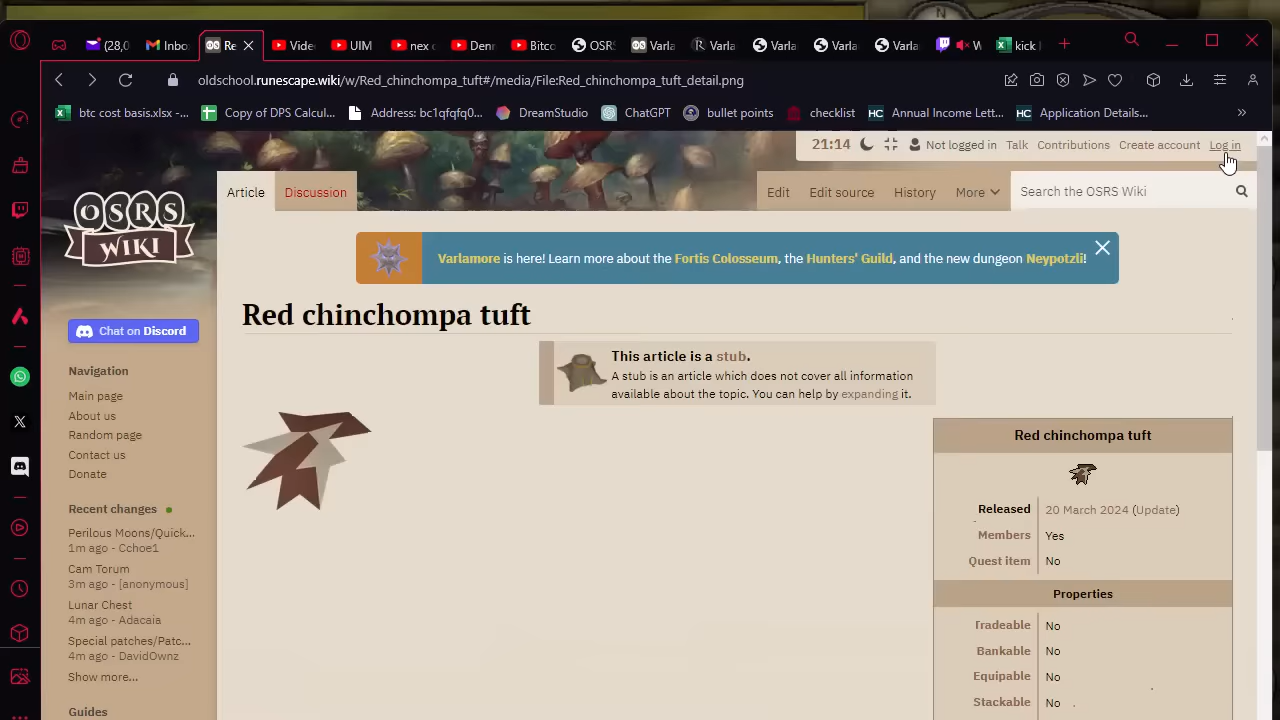 (28,0
Inbo
Re
Vide
UIM
nex c
Denn
Bitco
OSRS
Varla
Varla
Varla
Varla
Varla
W
kick
oldschool.runescape.wiki/w/Red_chinchompa_tuft#/media/File:Red_chinchompa_tuft_detail.png
btc cost basis.xlsx -...
Copy of DPS Calcul...
Address: bc1qfqfq0...
DreamStudio
ChatGPT
bullet points
checklist
HC Annual Income Lett...
HC Application Details...
21:14
Not logged in
Talk
Contributions
Create account
Log in
OSRS
WIKI
Article
Discussion
Edit
Edit source
History
More
Search the OSRS Wiki
Varlamore is here! Learn more about the Fortis Colosseum, the Hunters' Guild, and the new dungeon Neypotzli!
Red chinchompa tuft
Chat on Discord
This article is a stub.
A stub is an article which does not cover all information
available about the topic. You can help by expanding it.
Navigation
Main page
About us
Random page
Contact us
Donate
Recent changes
Perilous Moons/Quick...
1m ago - Cchoe1
Cam Torum
3m ago - [anonymous]
Lunar Chest
4m ago - Adacaia
Special patches/Patc...
4m ago - DavidOwnz
Show more...
Guides
Red chinchompa tuft
Released 20 March 2024 (Update)
Members Yes
Quest item No
Properties
Tradeable No
Bankable No
Equipable No
Stackable No